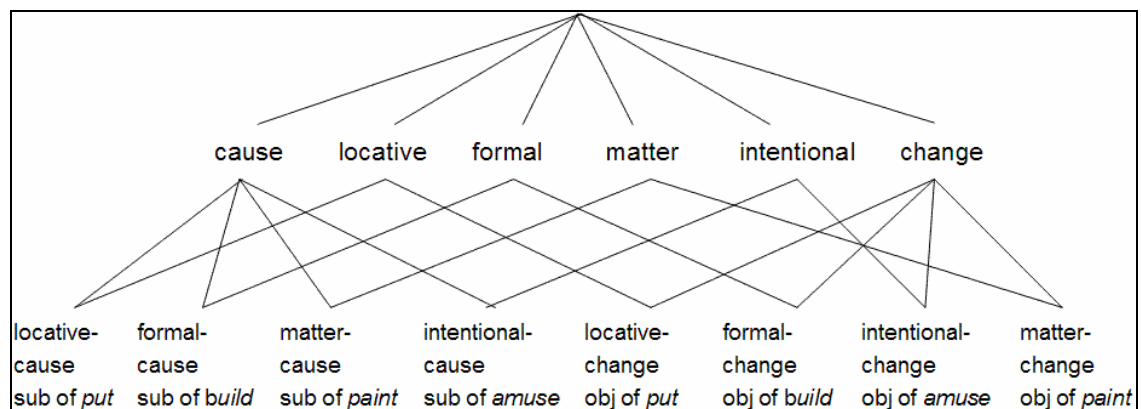 cause locative formal matter intentional change
locative- formal- matter- intentional- locative- formal- intentional- matter-
cause cause cause cause change change change change
sub of put sub of build sub of paint sub of amuse obj of put obj of build obj of amuse obj of paint